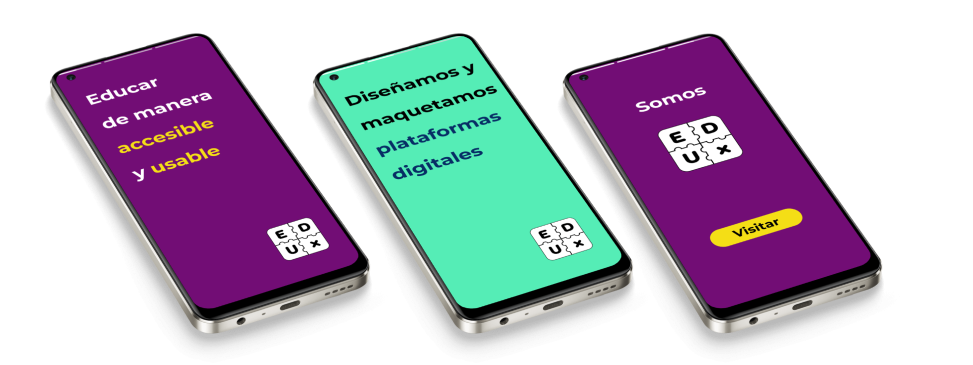 Educar
de manera
accesible
y usable
E D
U x
Diseñamos y
maquetamos
plataformas
digitales
E D
U x
Somos
E D
U x
Visitar